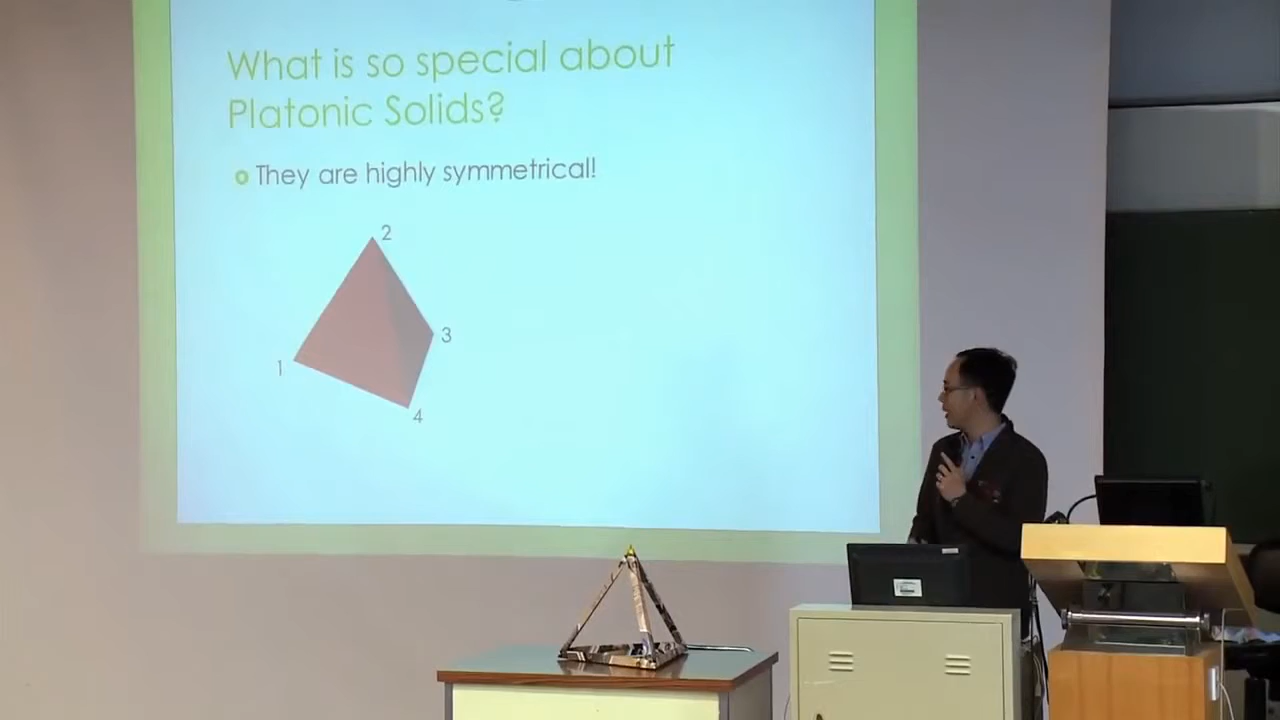 What is so special about
Platonic Solids?
They are highly symmetrical!
2
3
1
4